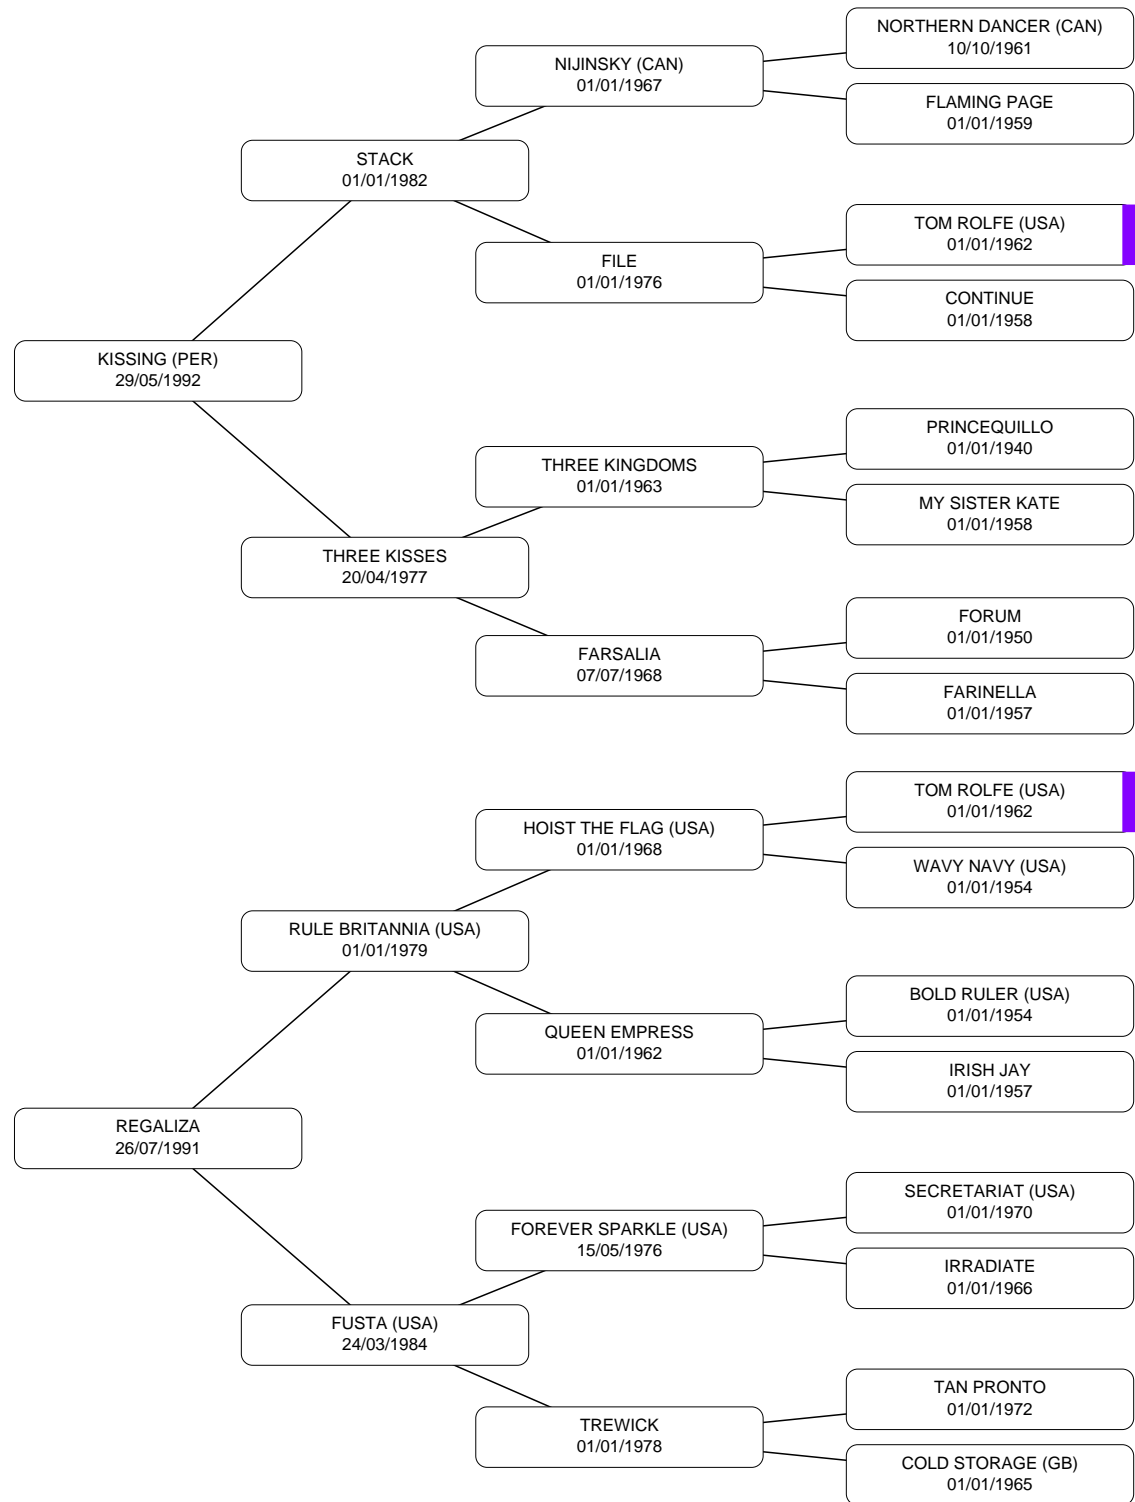 NORTHERN DANCER (CAN)
10/10/1961
NIJINSKY (CAN)
01/01/1967
FLAMING PAGE
01/01/1959
STACK
01/01/1982
TOM ROLFE (USA)
01/01/1962
FILE
01/01/1976
CONTINUE
01/01/1958
KISSING (PER)
29/05/1992
PRINCEQUILLO
01/01/1940
THREE KINGDOMS
01/01/1963
MY SISTER KATE
01/01/1958
THREE KISSES
20/04/1977
FORUM
01/01/1950
FARSALIA
07/07/1968
FARINELLA
01/01/1957
TOM ROLFE (USA)
01/01/1962
HOIST THE FLAG (USA)
01/01/1968
WAVY NAVY (USA)
01/01/1954
RULE BRITANNIA (USA)
01/01/1979
BOLD RULER (USA)
01/01/1954
QUEEN EMPRESS
01/01/1962
IRISH JAY
01/01/1957
REGALIZA
26/07/1991
SECRETARIAT (USA)
01/01/1970
FOREVER SPARKLE (USA)
15/05/1976
IRRADIATE
01/01/1966
FUSTA (USA)
24/03/1984
TAN PRONTO
01/01/1972
TREWICK
01/01/1978
COLD STORAGE (GB)
01/01/1965